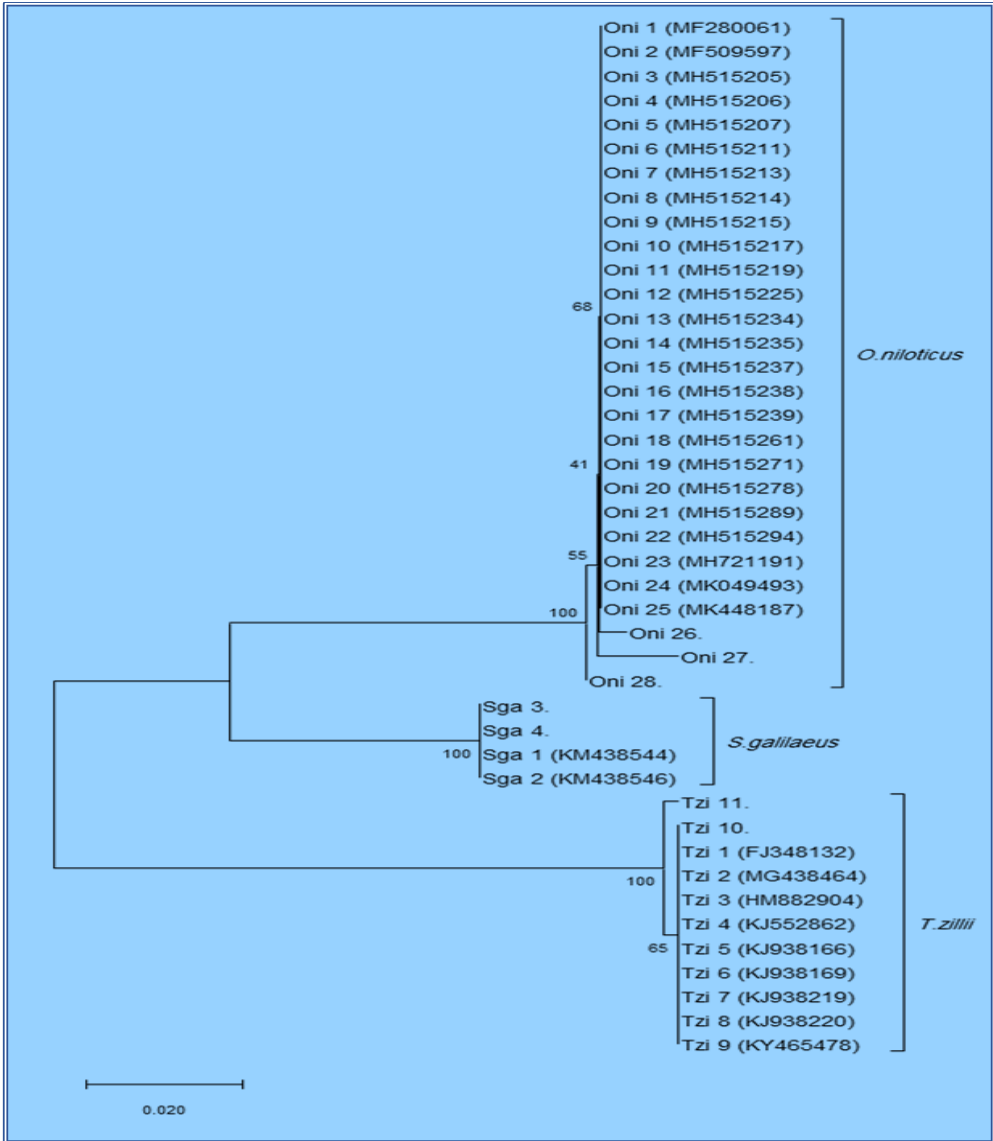 Oni 1 (MF280061)
Oni 2 (MF509597)
Oni 3 (MH515205)
Oni 4 (MH515206)
Oni 5 (MH515207)
Oni 6 (MH515211)
Oni 7 (MH515213)
Oni 8 (MH515214)
Oni 9 (MH515215)
Oni 10 (MH515217)
Oni 11 (MH515219)
Oni 12 (MH515225)
68
Oni 13 (MH515234)
Oni 14 (MH515235)
O.niloticus
Oni 15 (MH515237)
Oni 16 (MH515238)
Oni 17 (MH515239)
Oni 18 (MH515261)
41
Oni 19 (MH515271)
Oni 20 (MH515278)
Oni 21 (MH515289)
Oni 22 (MH515294)
55
Oni 23 (MH721191)
Oni 24 (MK049493)
100
Oni 25 (MK448187)
Oni 26.
Oni 27.
Oni 28.
Sga 3.
Sga 4.
S.galilaeus
100
Sga 1 (KM438544)
Sga 2 (KM438546)
Tzi 11.
Tzi 10.
Tzi 1 (FJ348132)
100
Tzi 2 (MG438464)
Tzi 3 (HM882904)
Tzi 4 (KJ552862)
T.zillii
65
Tzi 5 (KJ938166)
Tzi 6 (KJ938169)
Tzi 7 (KJ938219)
Tzi 8 (KJ938220)
Tzi 9 (KY465478)
0.020